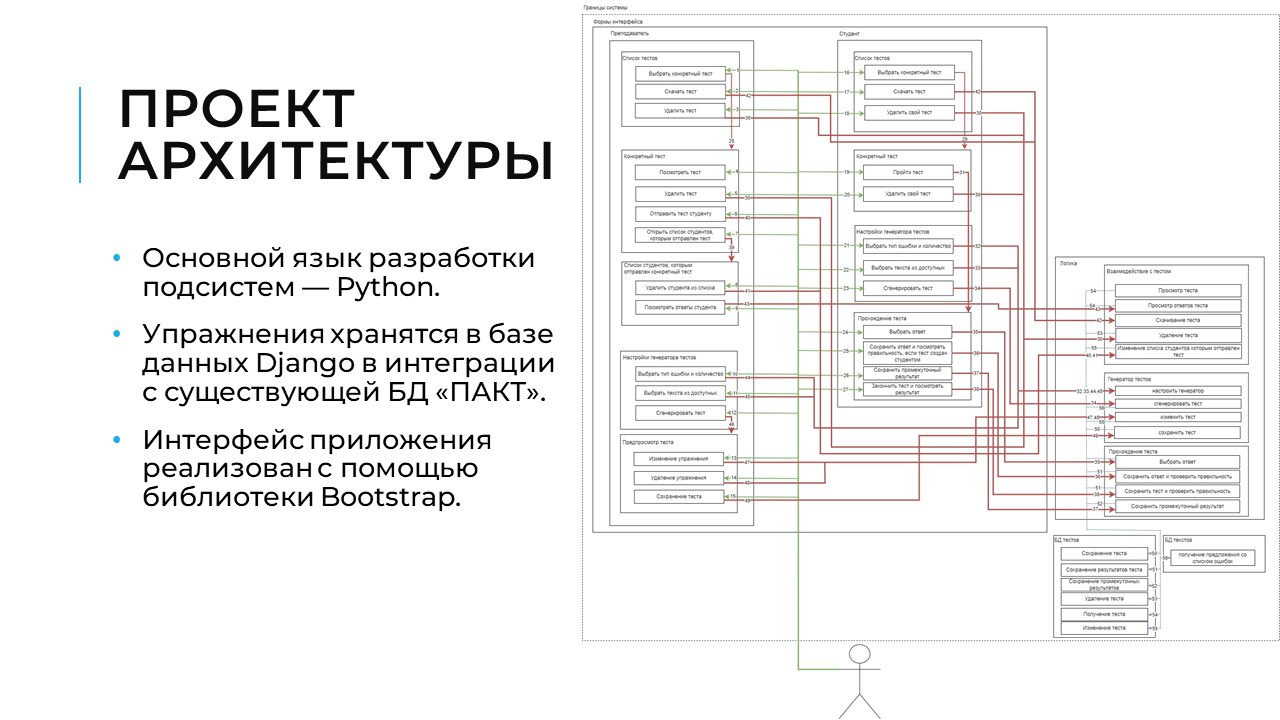 ПРОЕКТ
АРХИТЕКТУРЫ
• Основной язык разработки
подсистем — Python.
• Упражнения хранятся в базе
данных Django в интеграции
с существующей БД «ПАКТ».
• Интерфейс приложения
реализован с помощью
библиотеки Bootstrap.
Границы системы
Формы интерфейса
Преподаватель
Список тестов
Выбрать конкретный тест
Скачать тест
Удалить тест
Конкретный тест
Посмотреть тест
Удалить тест
Отправить тест студенту
Открыть список студентов,
которым отправлен тест
Список студентов, которым
отправлен конкретный тест
Удалить студента из списка
Посмотреть ответы студента
Настройки генератора тестов
Выбрать тип ошибки и количество
Выбрать текста из доступных
Сгенерировать тест
Предпросмотр теста
Изменение упражнения
Удаление упражнения
Сохранение теста
Студент
Список тестов
Выбрать конкретный тест
Скачать тест
Удалить свой тест
Конкретный тест
Пройти тест
Удалить свой тест
Настройки генератора тестов
Выбрать тип ошибки и количество
Выбрать текста из доступных
Сгенерировать тест
Прохождение теста
Выбрать ответ
Сохранить ответ и посмотреть
правильность, если тест создан
студентом
Сохранить промежуточный
результат
Закончить тест и посмотреть
результат
Логика
Взаимодействие с тестом
Просмотр теста
Просмотр ответов теста
Скачивание теста
Удаление теста
Изменение списка студентов которым отправлен
тест
Генератор тестов
настроить генератор
сгенерировать тест
изменить тест
сохранить тест
Прохождение теста
Выбрать ответ
Сохранить ответ и проверить правильность
Сохранить тест и проверить правильность
Сохранить промежуточный результат
БД тестов
Сохранение теста
Сохранение результатов теста
Сохранение промежуточных
результатов
Удаление теста
Получение теста
Изменение теста
БД текстов
получение предложения со
списком ошибок